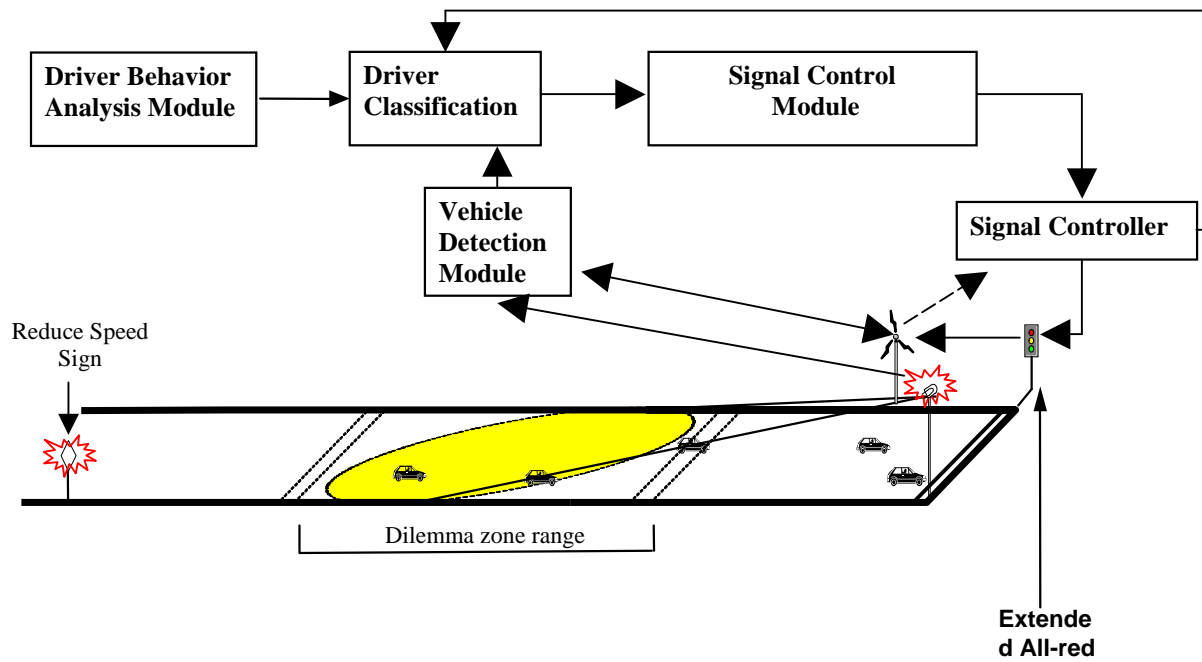 Driver Behavior
Analysis Module
Driver
Classification
Signal Control
Module
Vehicle
Detection
Module
Signal Controller
Reduce Speed
Sign
Dilemma zone range
Extende
d All-red